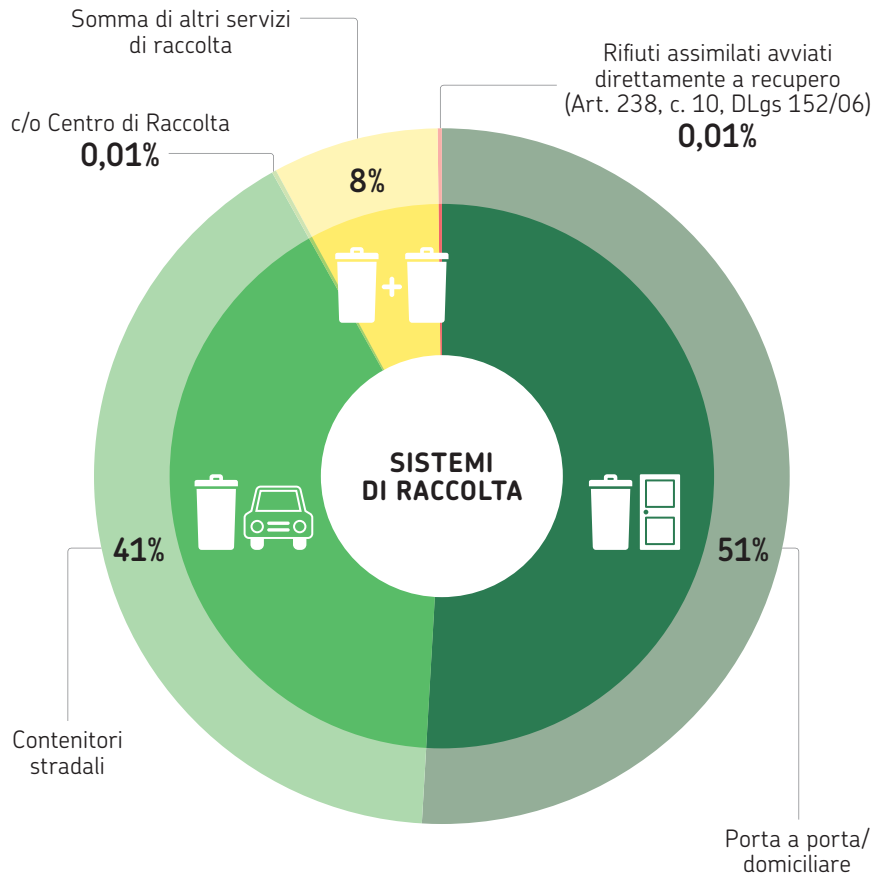 Somma di altri servizi
di raccolta
Rifiuti assimilati avviati
direttamente a recupero
(Art. 238, c. 10, DLgs 152/06)
0,01%
c/o Centro di Raccolta
0,01%
8%
+
SISTEMI
DI RACCOLTA
41%
51%
Contenitori
stradali
Porta a porta/
domiciliare